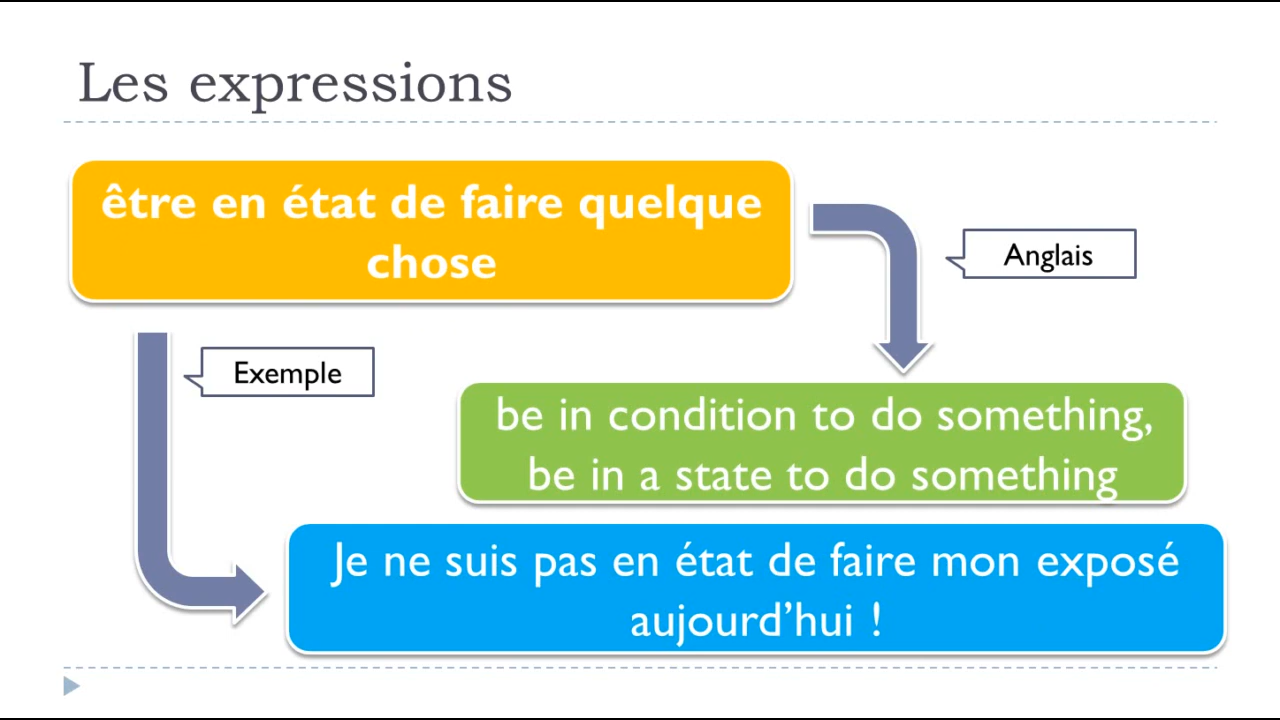 Les expressions
être en état de faire quelque
chose
Anglais
Exemple
be in condition to do something,
be in a state to do something
Je ne suis pas en état de faire mon exposé
aujourd’hui !